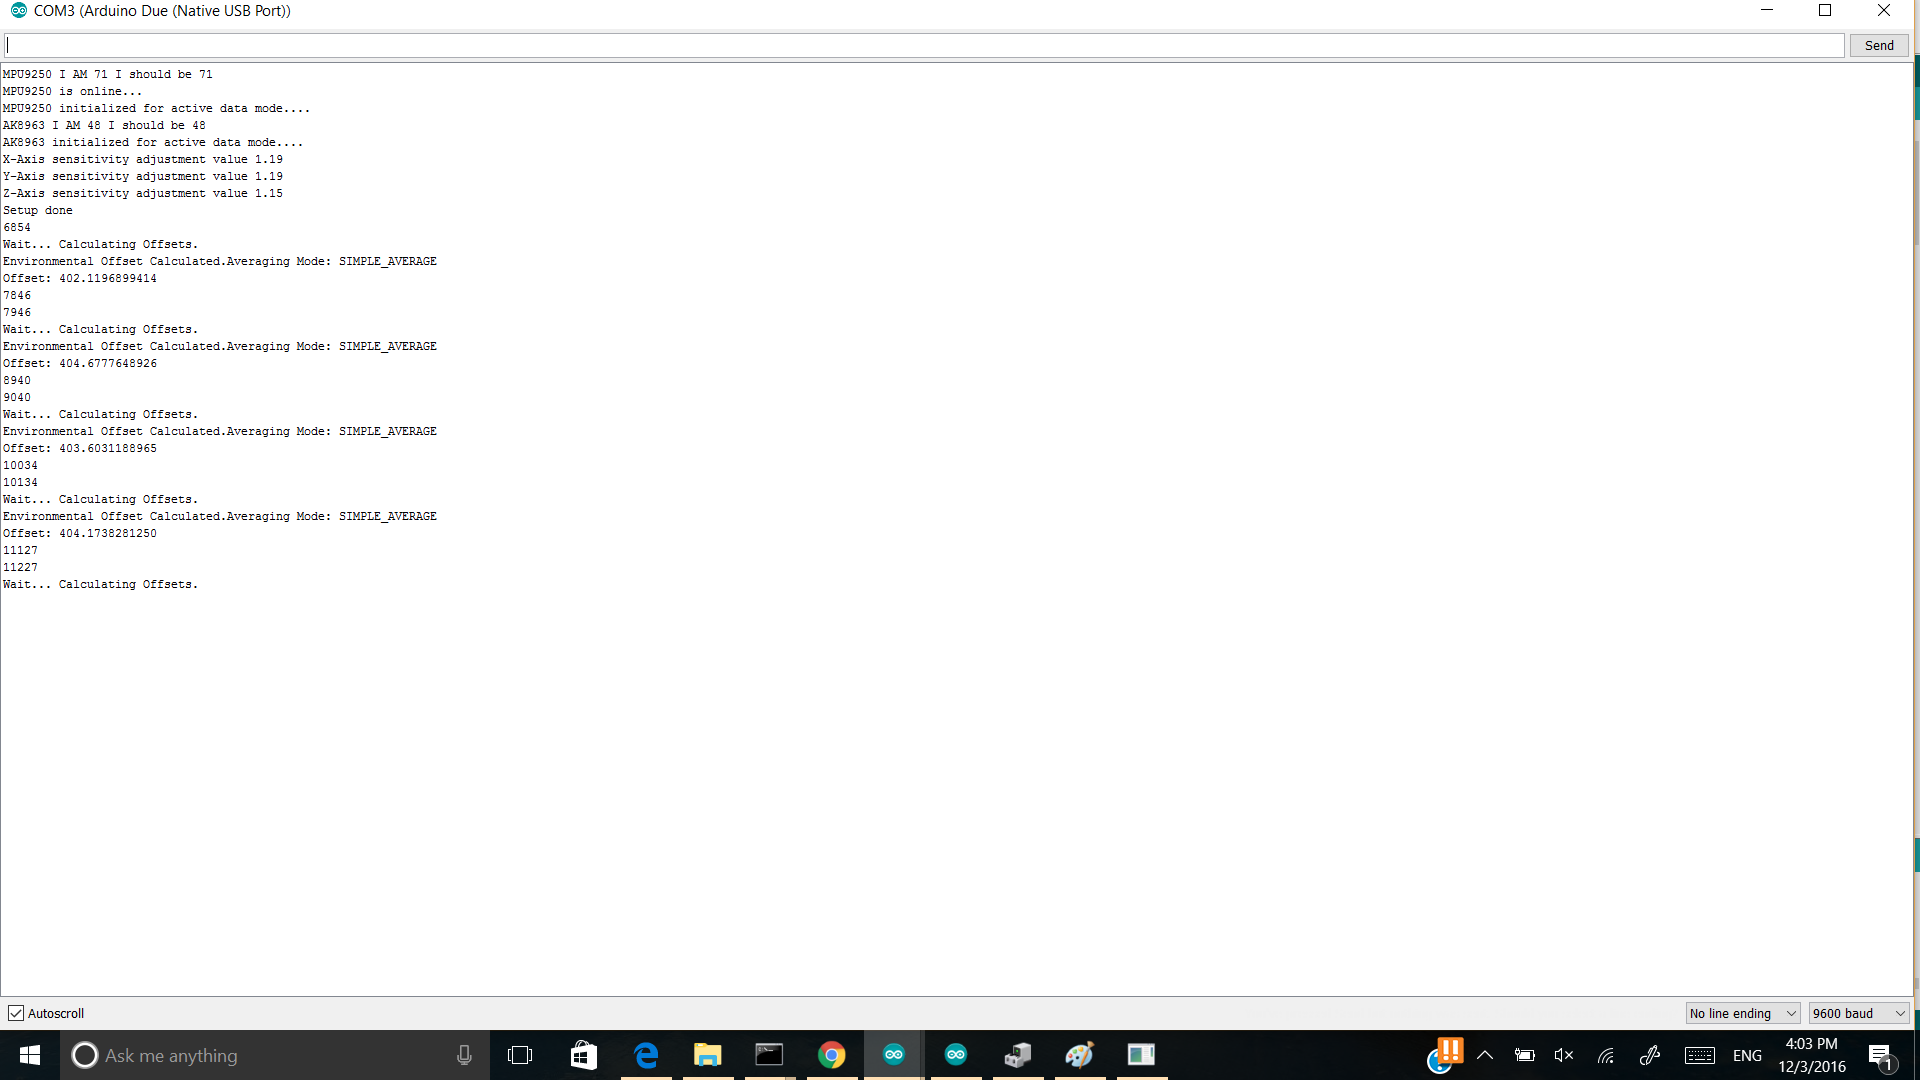 COM3 (Arduino Due (Native USB Port))
Send
MPU9250 I AM 71 I should be 71
MPU9250 is online...
MPU9250 initialized for active data mode....
AK8963 I AM 48 I should be 48
AK8963 initialized for active data mode....
X-Axis sensitivity adjustment value 1.19
Y-Axis sensitivity adjustment value 1.19
Z-Axis sensitivity adjustment value 1.15
Setup done
6854
Wait... Calculating Offsets.
Environmental Offset Calculated.Averaging Mode: SIMPLE_AVERAGE
Offset: 402.1196899414
7846
7946
Wait... Calculating Offsets.
Environmental Offset Calculated.Averaging Mode: SIMPLE_AVERAGE
Offset: 404.6777648926
8940
9040
Wait... Calculating Offsets.
Environmental Offset Calculated.Averaging Mode: SIMPLE_AVERAGE
Offset: 403.6031188965
10034
10134
Wait... Calculating Offsets.
Environmental Offset Calculated.Averaging Mode: SIMPLE_AVERAGE
Offset: 404.1738281250
11127
11227
Wait... Calculating Offsets.
Autoscroll
No line ending
9600 baud
Ask me anything
ENG
4:03 PM
12/3/2016
1